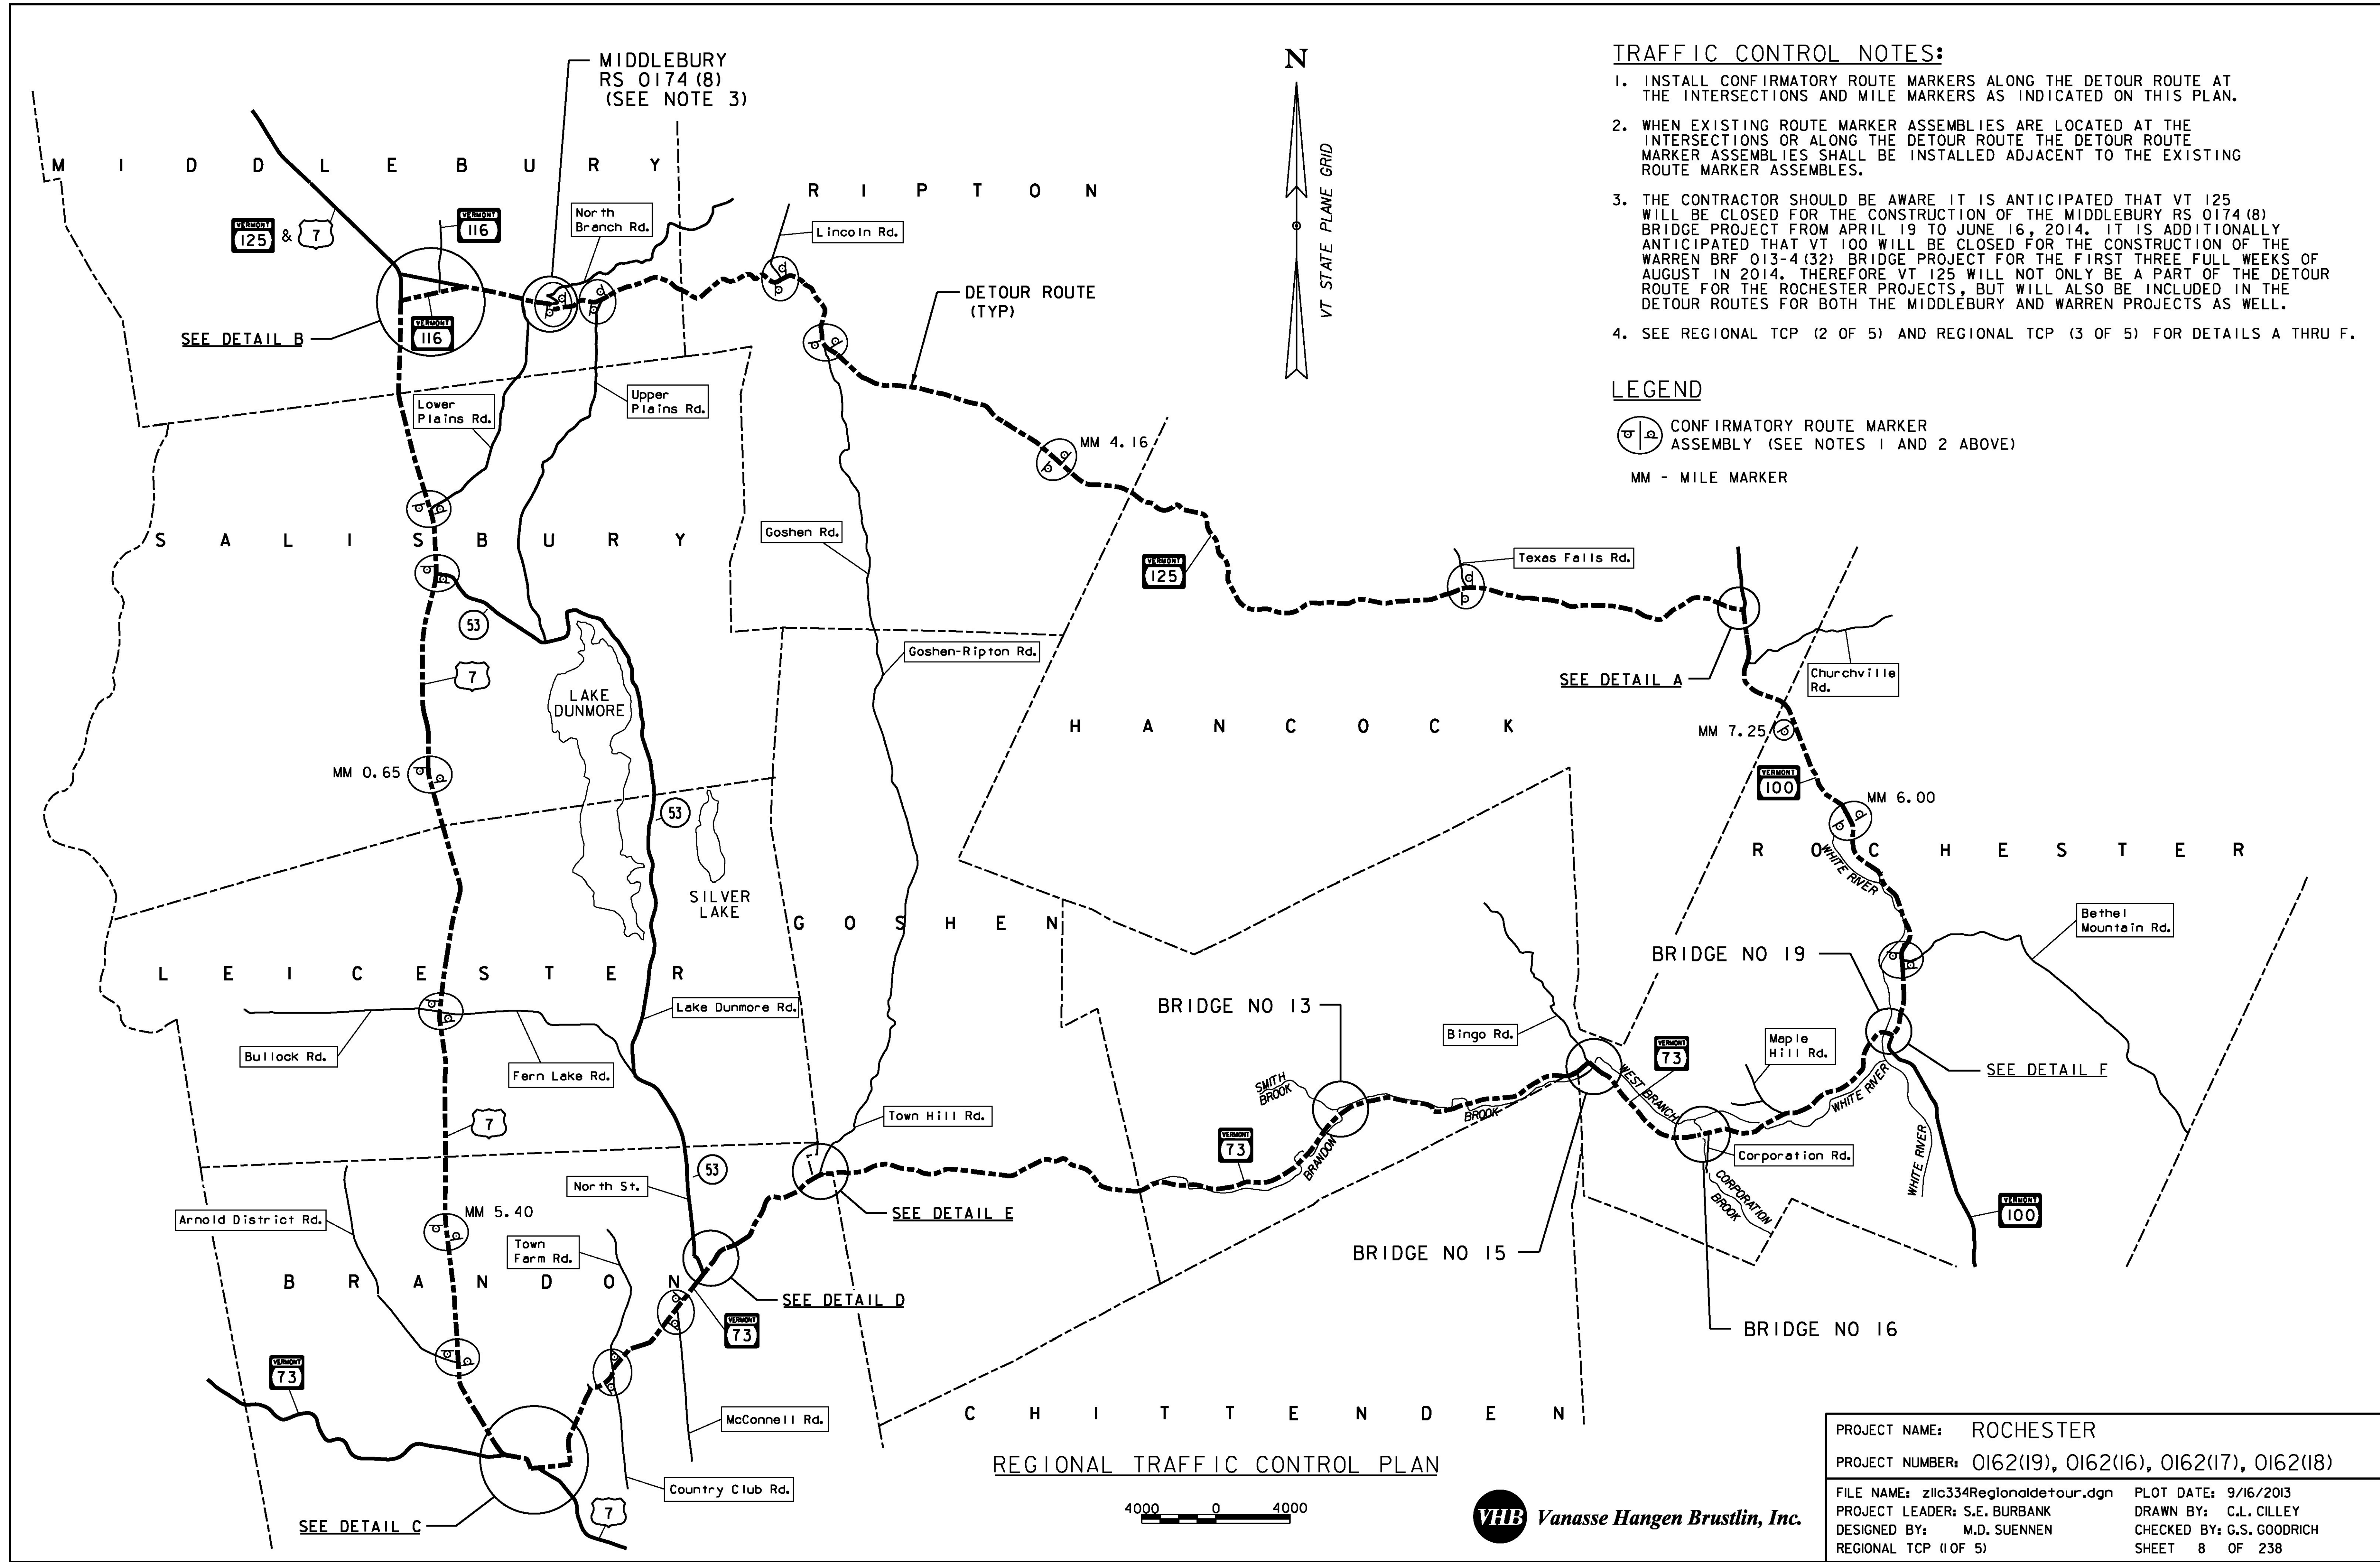 MIDDLEBURY
RS 0174(8)
(SEE NOTE 3)
N
VT STATE PLANE GRID
TRAFFIC CONTROL NOTES:
1. INSTALL CONFIRMATORY ROUTE MARKERS ALONG THE DETOUR ROUTE AT
THE INTERSECTIONS AND MILE MARKERS AS INDICATED ON THIS PLAN.
2. WHEN EXISTING ROUTE MARKER ASSEMBLIES ARE LOCATED AT THE
INTERSECTIONS OR ALONG THE DETOUR ROUTE THE DETOUR ROUTE
MARKER ASSEMBLIES SHALL BE INSTALLED ADJACENT TO THE EXISTING
ROUTE MARKER ASSEMBLES.
3. THE CONTRACTOR SHOULD BE AWARE IT IS ANTICIPATED THAT VT 125
WILL BE CLOSED FOR THE CONSTRUCTION OF THE MIDDLEBURY RS 0174(8)
BRIDGE PROJECT FROM APRIL 19 TO JUNE 16, 2014. IT IS ADDITIONALLY
ANTICIPATED THAT VT 100 WILL BE CLOSED FOR THE CONSTRUCTION OF THE
WARREN BRF 013-4(32) BRIDGE PROJECT FOR THE FIRST THREE FULL WEEKS OF
AUGUST IN 2014. THEREFORE VT 125 WILL NOT ONLY BE A PART OF THE DETOUR
ROUTE FOR THE ROCHESTER PROJECTS, BUT WILL ALSO BE INCLUDED IN THE
DETOUR ROUTES FOR BOTH THE MIDDLEBURY AND WARREN PROJECTS AS WELL.
4. SEE REGIONAL TCP (2 OF 5) AND REGIONAL TCP (3 OF 5) FOR DETAILS A THRU F.
LEGEND
CONFIRMATORY ROUTE MARKER
ASSEMBLY (SEE NOTES 1 AND 2 ABOVE)
MM - MILE MARKER
MIDDLEBURY
RIPTON
VERMONT
125
&
7
VERMONT
116
North
Branch Rd.
Lincoln Rd.
DETOUR ROUTE
(TYP)
SEE DETAIL B
VERMONT
116
Lower
Plains Rd.
Upper
Plains Rd.
MM 4.16
SALISBURY
Goshen Rd.
VERMONT
125
Texas Falls Rd.
53
Goshen-Ripton Rd.
7
LAKE
DUNMORE
SEE DETAIL A
Churchville
Rd.
HANCOCK
MM 7.25
MM 0.65
VERMONT
100
MM 6.00
53
ROCHESTER
WHITE RIVER
SILVER
LAKE
GOSHEN
Bethel
Mountain Rd.
BRIDGE NO 19
LEICESTER
Lake Dunmore Rd.
BRIDGE NO 13
Bingo Rd.
Maple
Hill Rd.
VERMONT
73
Bullock Rd.
Fern Lake Rd.
SEE DETAIL F
SMITH
BROOK
WEST BRANCH
WHITE RIVER
BROOK
Town Hill Rd.
7
VERMONT
73
BRANDON
Corporation Rd.
WHITE RIVER
53
North St.
CORPORATION
BROOK
VERMONT
100
Arnold District Rd.
MM 5.40
SEE DETAIL E
Town
Farm Rd.
BRIDGE NO 15
BRANDON
SEE DETAIL D
VERMONT
73
BRIDGE NO 16
VERMONT
73
McConnell Rd.
CHITTENDEN
Country Club Rd.
7
SEE DETAIL C
REGIONAL TRAFFIC CONTROL PLAN
4000 0 4000
VHB Vanasse Hangen Brustlin, Inc.
PROJECT NAME: ROCHESTER
PROJECT NUMBER: 0162(19), 0162(16), 0162(17), 0162(18)
FILE NAME: z11c334Regionaldetour.dgn PLOT DATE: 9/16/2013
PROJECT LEADER: S.E. BURBANK DRAWN BY: C.L. CILLEY
DESIGNED BY: M.D. SUENNEN CHECKED BY: G.S. GOODRICH
REGIONAL TCP (1 OF 5) SHEET 8 OF 238